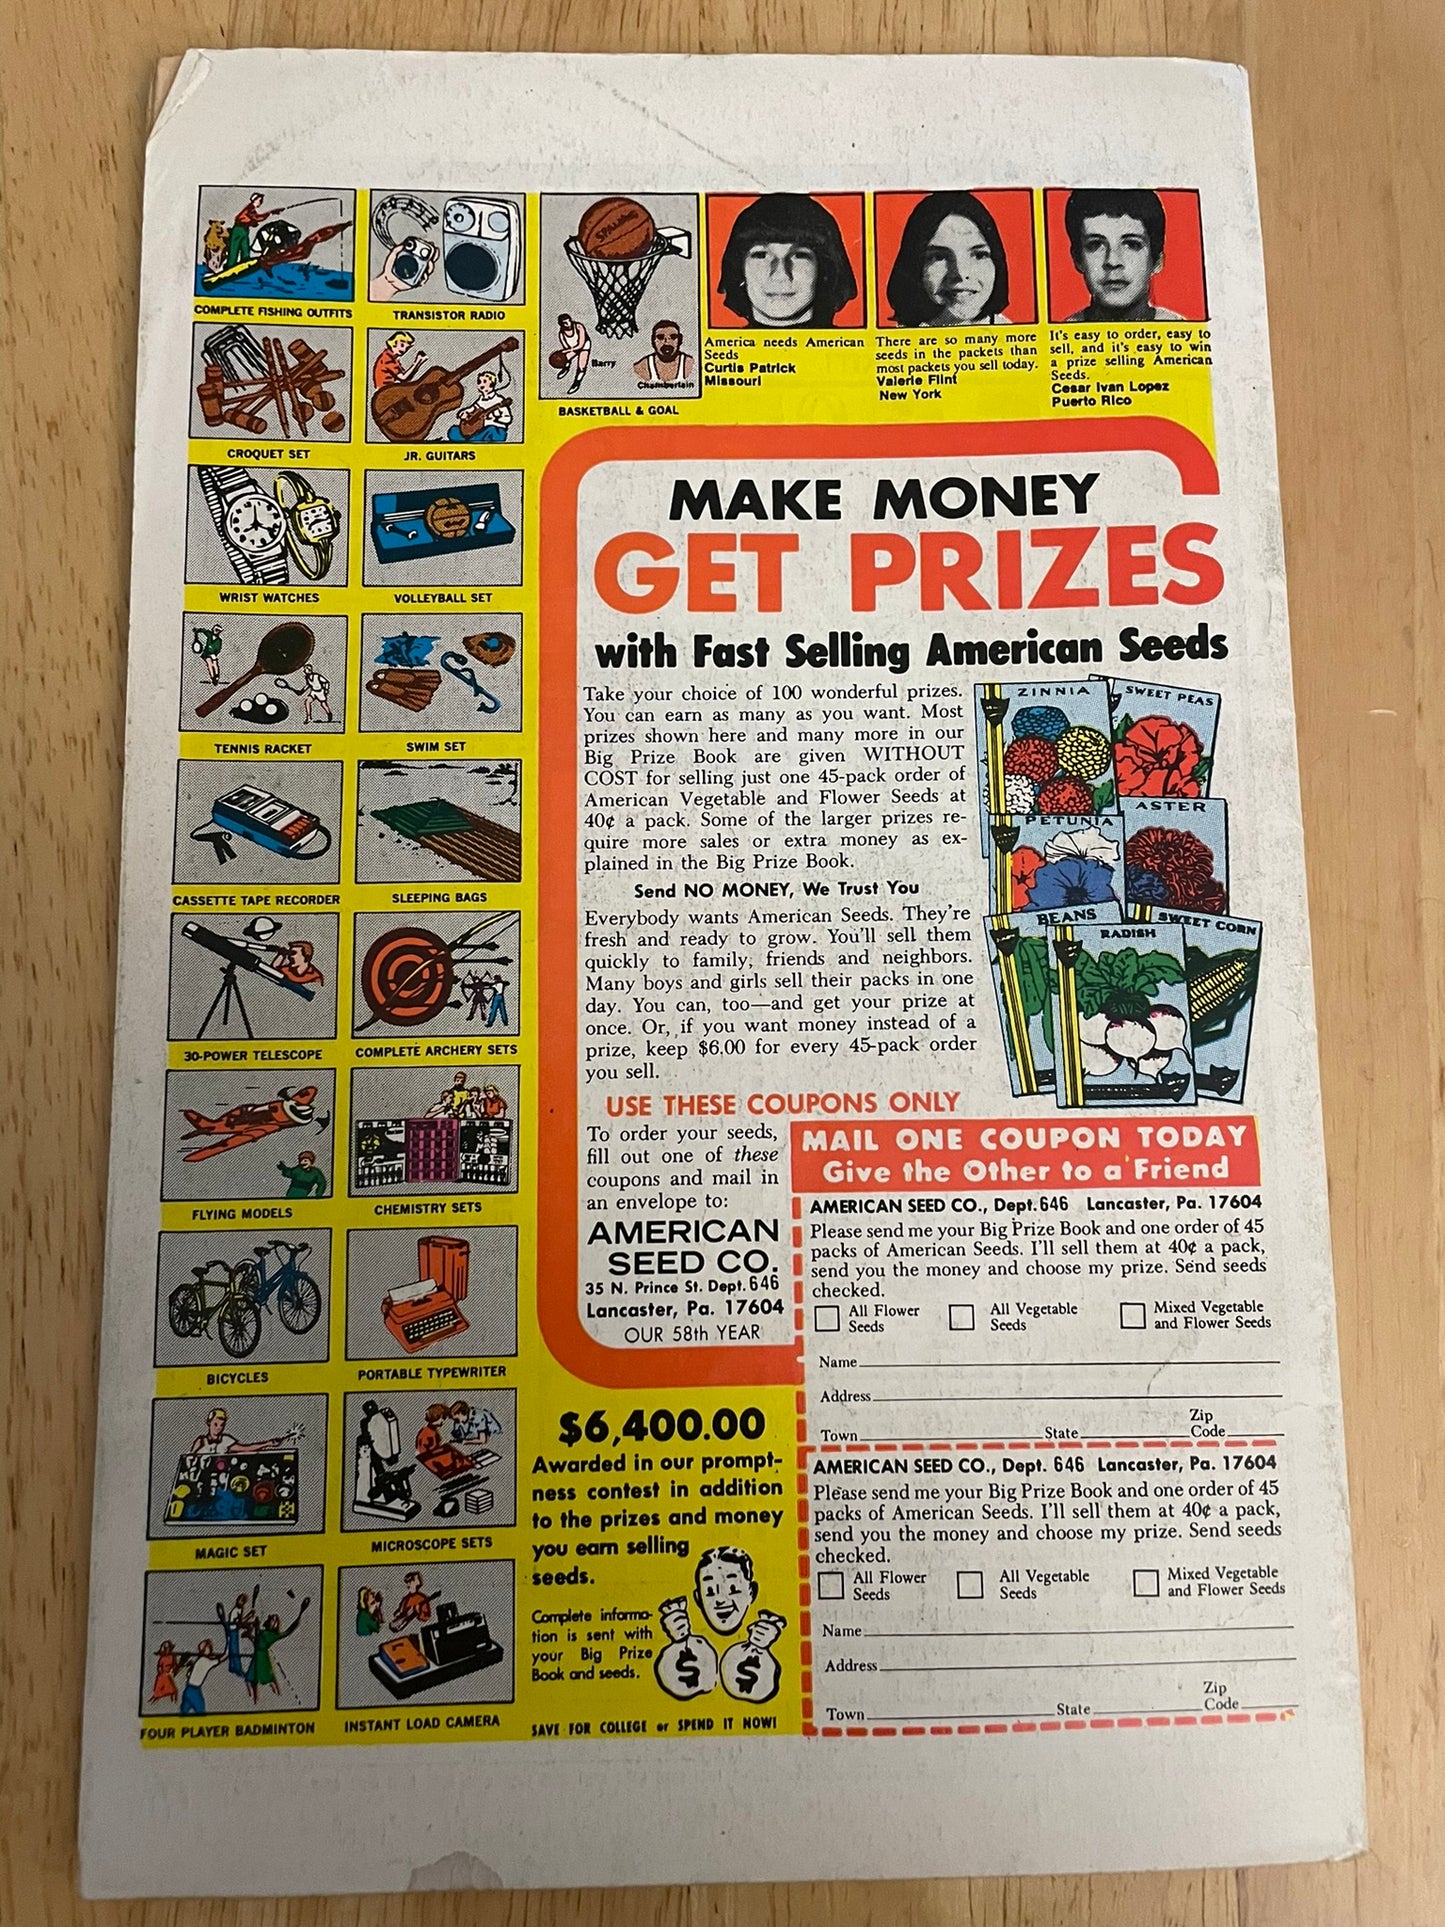 COMPLETE FISHING OUTFITS
TRANSISTOR RADIO
CROQUET SET
JR. GUITARS
WRIST WATCHES
VOLLEYBALL SET
TENNIS RACKET
SWIM SET
CASSETTE TAPE RECORDER
SLEEPING BAGS
30-POWER TELESCOPE
COMPLETE ARCHERY SETS
FLYING MODELS
CHEMISTRY SETS
BICYCLES
PORTABLE TYPEWRITER
MAGIC SET
MICROSCOPE SETS
FOUR PLAYER BADMINTON
INSTANT LOAD CAMERA
SPALDING
Barry
Chamberlain
BASKETBALL & GOAL
America needs American
Seeds
Curtis Patrick
Missouri
There are so many more
seeds in the packets than
most packets you sell today.
Valerie Flint
New York
It's easy to order, easy to
sell, and it's easy to win
a prize selling American
Seeds.
Cesar Ivan Lopez
Puerto Rico
MAKE MONEY
GET PRIZES
with Fast Selling American Seeds
Take your choice of 100 wonderful prizes.
You can earn as many as you want. Most
prizes shown here and many more in our
Big Prize Book are given WITHOUT
COST for selling just one 45-pack order of
American Vegetable and Flower Seeds at
40¢ a pack. Some of the larger prizes re-
quire more sales or extra money as ex-
plained in the Big Prize Book.
Send NO MONEY, We Trust You
Everybody wants American Seeds. They're
fresh and ready to grow. You'll sell them
quickly to family, friends and neighbors.
Many boys and girls sell their packs in one
day. You can, too—and get your prize at
once. Or, if you want money instead of a
prize, keep $6.00 for every 45-pack order
you sell.
ZINNIA
SWEET PEAS
PETUNIA
ASTER
BEANS
RADISH
SWEET CORN
USE THESE COUPONS ONLY
To order your seeds,
fill out one of these
coupons and mail in
an envelope to:
AMERICAN
SEED CO.
35 N. Prince St. Dept. 646
Lancaster, Pa. 17604
OUR 58th YEAR
MAIL ONE COUPON TODAY
Give the Other to a Friend
AMERICAN SEED CO., Dept. 646 Lancaster, Pa. 17604
Please send me your Big Prize Book and one order of 45
packs of American Seeds. I'll sell them at 40¢ a pack,
send you the money and choose my prize. Send seeds
checked.
All Flower
Seeds
All Vegetable
Seeds
Mixed Vegetable
and Flower Seeds
Name
Address
Town State Zip
Code
AMERICAN SEED CO., Dept. 646 Lancaster, Pa. 17604
Please send me your Big Prize Book and one order of 45
packs of American Seeds. I'll sell them at 40¢ a pack,
send you the money and choose my prize. Send seeds
checked.
All Flower
Seeds
All Vegetable
Seeds
Mixed Vegetable
and Flower Seeds
Name
Address
Town State Zip
Code
$6,400.00
Awarded in our prompt-
ness contest in addition
to the prizes and money
you earn selling
seeds.
Complete informa-
tion is sent with
your Big Prize
Book and seeds.
$ $
SAVE FOR COLLEGE or SPEND IT NOW!